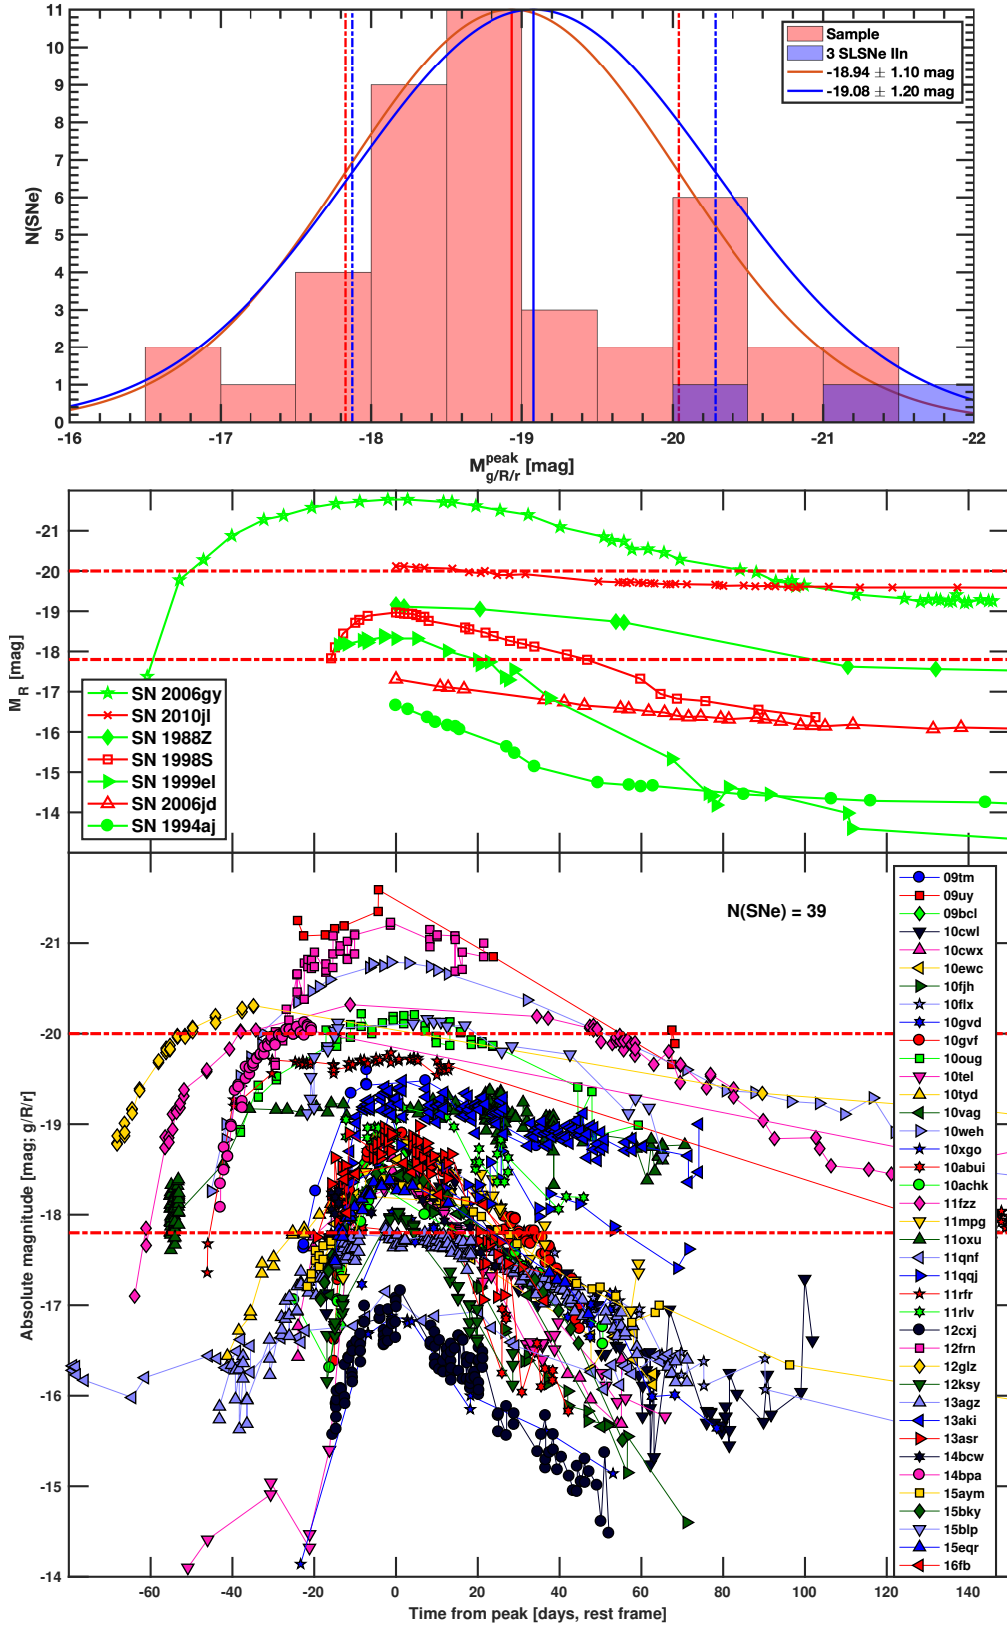 11
10
9
8
7
6
5
4
3
2
1
0
N(SNe)
Sample
3 SLSNe IIn
-18.94 ± 1.10 mag
-19.08 ± 1.20 mag
-16 -17 -18 -19 -20 -21 -22
M peak g/R/r [mag]
-21
-20
-19
-18
-17
-16
-15
-14
M_R [mag]
SN 2006gy
SN 2010jl
SN 1988Z
SN 1998S
SN 1999el
SN 2006jd
SN 1994aj
-21
-20
-19
-18
-17
-16
-15
-14
Absolute magnitude [mag; g/R/r]
N(SNe) = 39
09tm
09uy
09bcl
10cwl
10cwx
10ewc
10fjh
10flx
10gvd
10gvf
10oug
10tel
10tyd
10vag
10weh
10xgo
10abui
10achk
11fzz
11mpg
11oxu
11qnf
11qqj
11rfr
11rlv
12cxj
12frn
12glz
12ksy
13agz
13aki
13asr
14bcw
14bpa
15aym
15bky
15blp
15eqr
16fb
-60 -40 -20 0 20 40 60 80 100 120 140
Time from peak [days, rest frame]